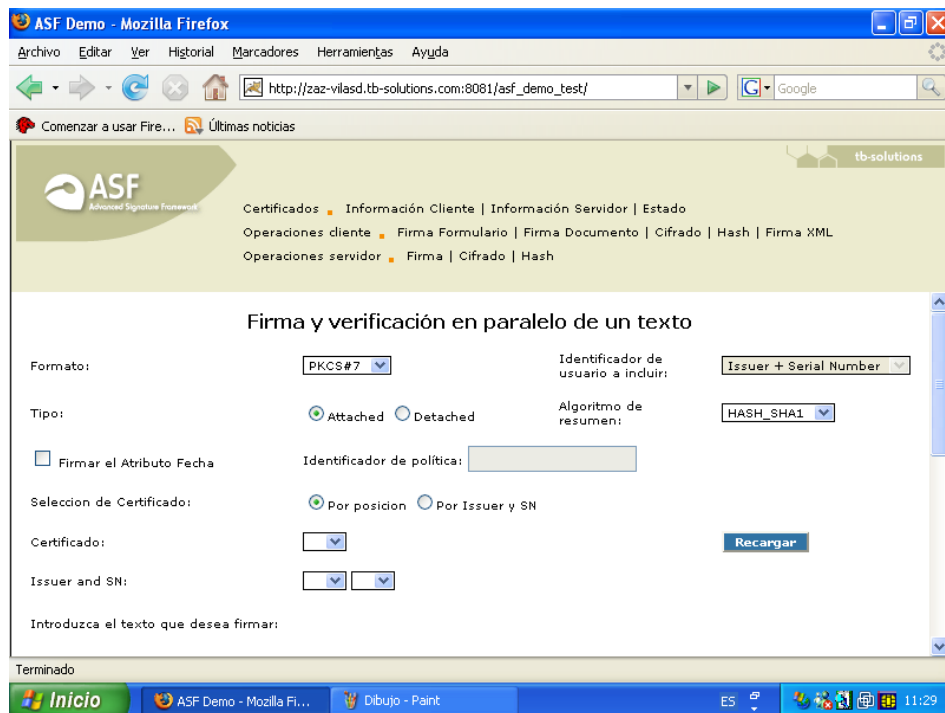 ASF Demo - Mozilla Firefox
Archivo Editar Ver Historial Marcadores Herramientas Ayuda
http://zaz-vilasd.tb-solutions.com:8081/asf_demo_test/ G Google
Comenzar a usar Fire... Últimas noticias
tb-solutions
ASF
Advanced Signature Framework
Certificados Información Cliente | Información Servidor | Estado
Operaciones cliente Firma Formulario | Firma Documento | Cifrado | Hash | Firma XML
Operaciones servidor Firma | Cifrado | Hash
Firma y verificación en paralelo de un texto
Formato: PKCS#7 Identificador de usuario a incluir: Issuer + Serial Number
Tipo: Attached Detached Algoritmo de resumen: HASH_SHA1
Firmar el Atributo Fecha Identificador de política:
Seleccion de Certificado: Por posicion Por Issuer y SN
Certificado: Recargar
Issuer and SN:
Introduzca el texto que desea firmar:
Terminado
Inicio ASF Demo - Mozilla Fi... Dibujo - Paint ES 11:29